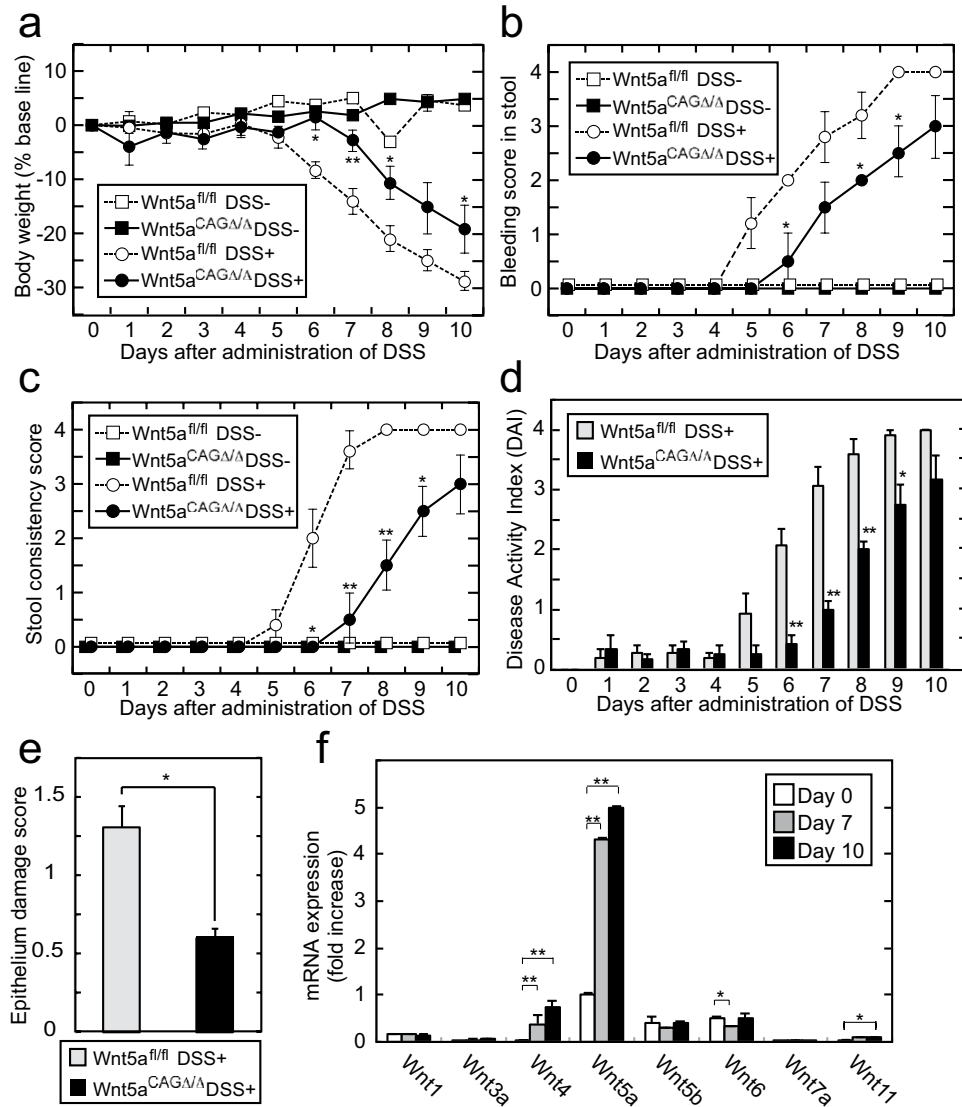 a
10
0
-10
-20
-30
Body weight (% base line)
Wnt5a^fl/fl DSS-
Wnt5a^CAGΔ/Δ DSS-
Wnt5a^fl/fl DSS+
Wnt5a^CAGΔ/Δ DSS+
*
**
*
*
0 1 2 3 4 5 6 7 8 9 10
Days after administration of DSS
b
4
3
2
1
0
Bleeding score in stool
Wnt5a^fl/fl DSS-
Wnt5a^CAGΔ/Δ DSS-
Wnt5a^fl/fl DSS+
Wnt5a^CAGΔ/Δ DSS+
*
*
*
0 1 2 3 4 5 6 7 8 9 10
Days after administration of DSS
c
4
3
2
1
0
Stool consistency score
Wnt5a^fl/fl DSS-
Wnt5a^CAGΔ/Δ DSS-
Wnt5a^fl/fl DSS+
Wnt5a^CAGΔ/Δ DSS+
*
**
**
*
0 1 2 3 4 5 6 7 8 9 10
Days after administration of DSS
d
4
3
2
1
0
Disease Activity Index (DAI)
Wnt5a^fl/fl DSS+
Wnt5a^CAGΔ/Δ DSS+
**
**
**
*
0 1 2 3 4 5 6 7 8 9 10
Days after administration of DSS
e
1.5
1
0.5
0
Epithelium damage score
*
Wnt5a^fl/fl DSS+
Wnt5a^CAGΔ/Δ DSS+
f
5
4
3
2
1
0
mRNA expression
(fold increase)
Day 0
Day 7
Day 10
**
**
**
**
*
*
Wnt1 Wnt3a Wnt4 Wnt5a Wnt5b Wnt6 Wnt7a Wnt11